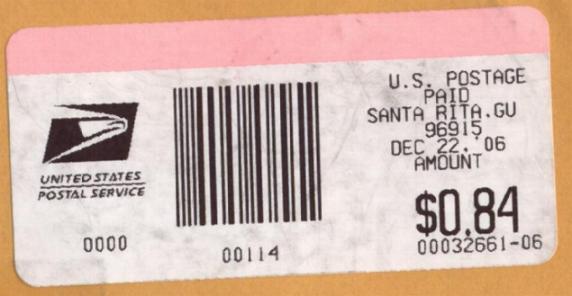 UNITED STATES
POSTAL SERVICE
0000
00114
U.S. POSTAGE
PAID
SANTA RITA.GU
96915
DEC 22.'06
AMOUNT
$0.84
00032661-06